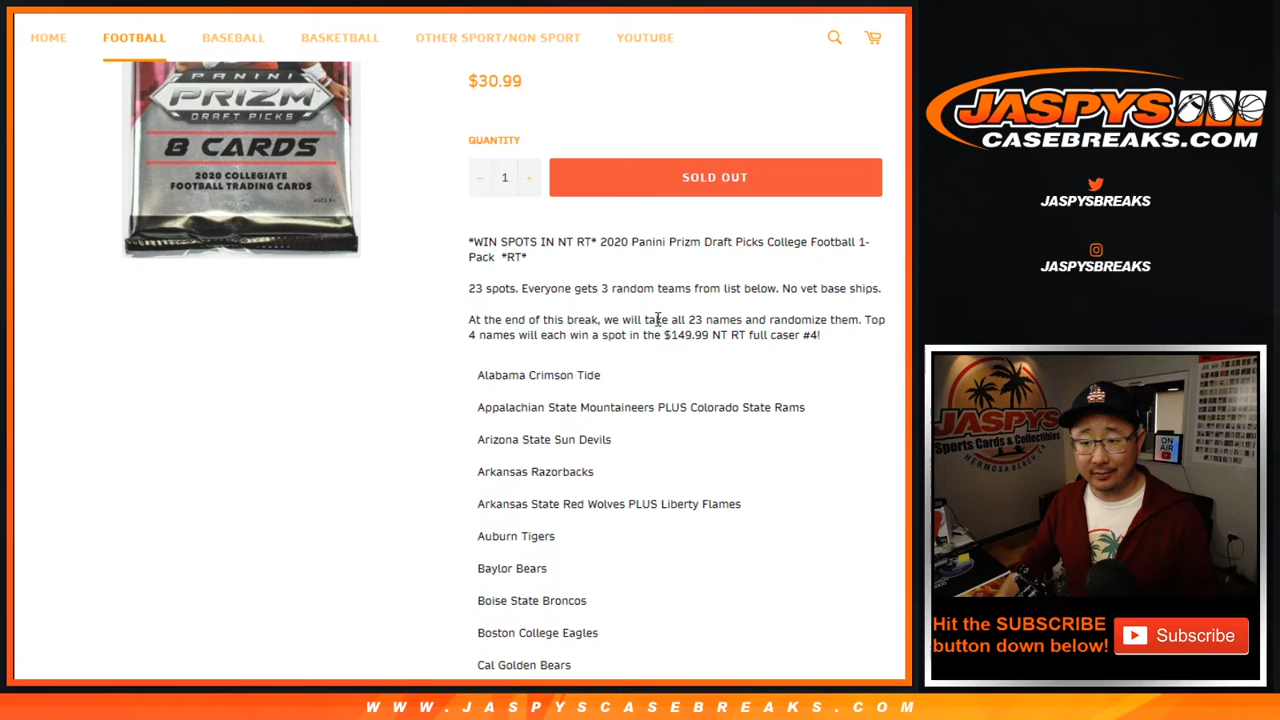 HOME FOOTBALL BASEBALL BASKETBALL OTHER SPORT/NON SPORT YOUTUBE
PANINI
PRIZM
DRAFT PICKS
8 CARDS
2020 COLLEGIATE
FOOTBALL TRADING CARDS
$30.99
QUANTITY
− 1 +
SOLD OUT
*WIN SPOTS IN NT RT* 2020 Panini Prizm Draft Picks College Football 1-
Pack *RT*
23 spots. Everyone gets 3 random teams from list below. No vet base ships.
At the end of this break, we will take all 23 names and randomize them. Top
4 names will each win a spot in the $149.99 NT RT full caser #4!
Alabama Crimson Tide
Appalachian State Mountaineers PLUS Colorado State Rams
Arizona State Sun Devils
Arkansas Razorbacks
Arkansas State Red Wolves PLUS Liberty Flames
Auburn Tigers
Baylor Bears
Boise State Broncos
Boston College Eagles
Cal Golden Bears
JASPYS
CASEBREAKS.COM
JASPYSBREAKS
JASPYSBREAKS
JASPYS
Sports Cards & Collectibles
HERMOSA BEACH, CA
ON
AIR
Hit the SUBSCRIBE
button down below!
Subscribe
WWW.JASPYSCASEBREAKS.COM